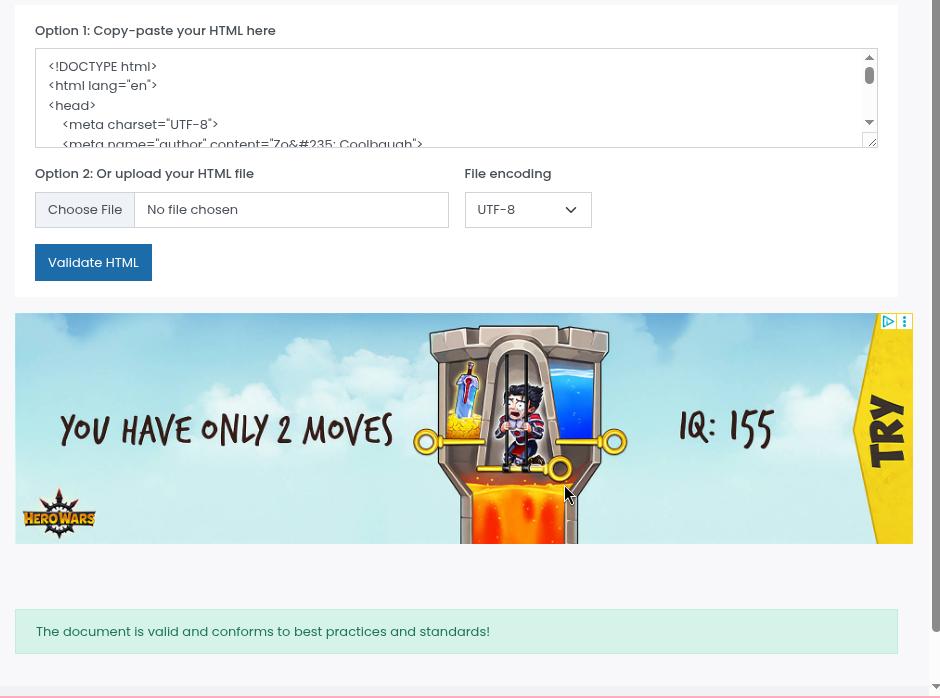 Option 1: Copy-paste your HTML here
<!DOCTYPE html>
<html lang="en">
<head>
<meta charset="UTF-8">
<meta name="author" content="Zo&#235; Coolbaugh">
Option 2: Or upload your HTML file
File encoding
Choose File
No file chosen
UTF-8
Validate HTML
YOU HAVE ONLY 2 MOVES
IQ: 155
TRY
HERO WARS
The document is valid and conforms to best practices and standards!